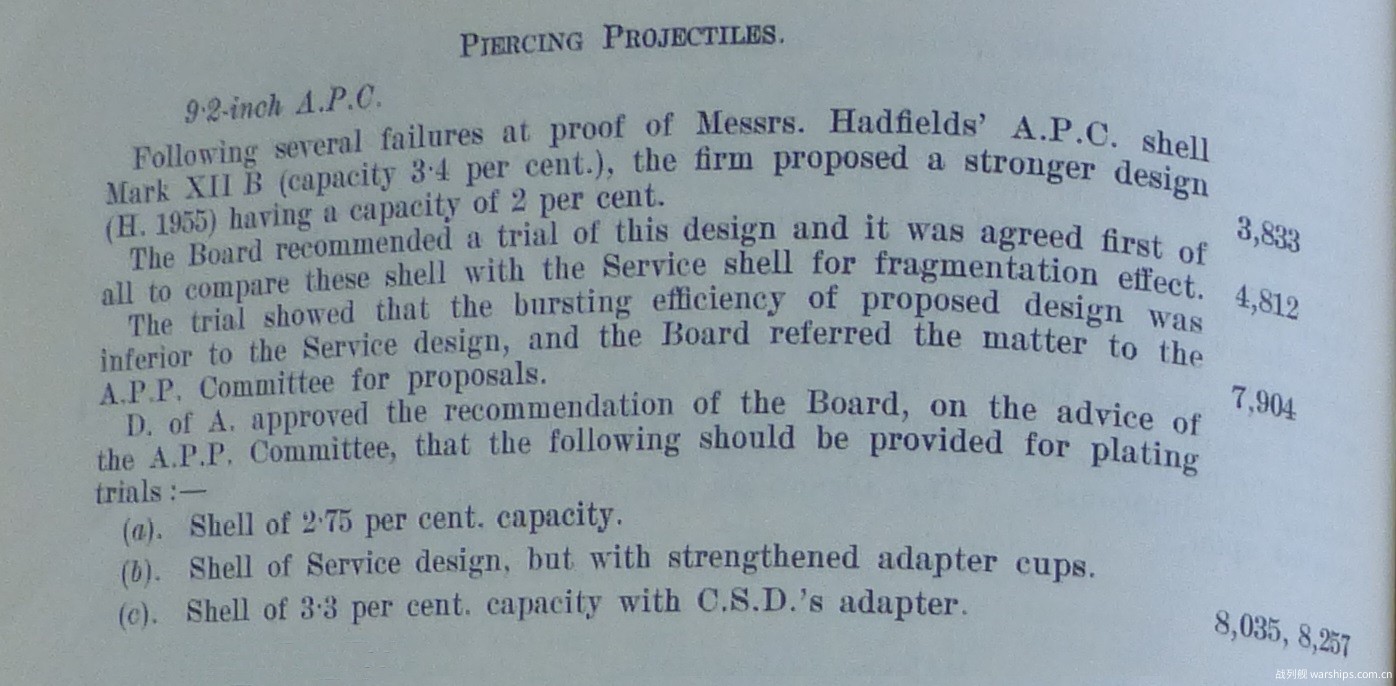 PIERCING PROJECTILES.
9·2-inch A.P.C.
Following several failures at proof of Messrs. Hadfields' A.P.C. shell
Mark XII B (capacity 3·4 per cent.), the firm proposed a stronger design
(H. 1955) having a capacity of 2 per cent.
3,833
The Board recommended a trial of this design and it was agreed first of
all to compare these shell with the Service shell for fragmentation effect.
4,812
The trial showed that the bursting efficiency of proposed design was
inferior to the Service design, and the Board referred the matter to the
A.P.P. Committee for proposals.
7,904
D. of A. approved the recommendation of the Board, on the advice of
the A.P.P. Committee, that the following should be provided for plating
trials :—
(a). Shell of 2·75 per cent. capacity.
(b). Shell of Service design, but with strengthened adapter cups.
(c). Shell of 3·3 per cent. capacity with C.S.D.'s adapter.
8,035, 8,257
战列舰 warships.com.cn